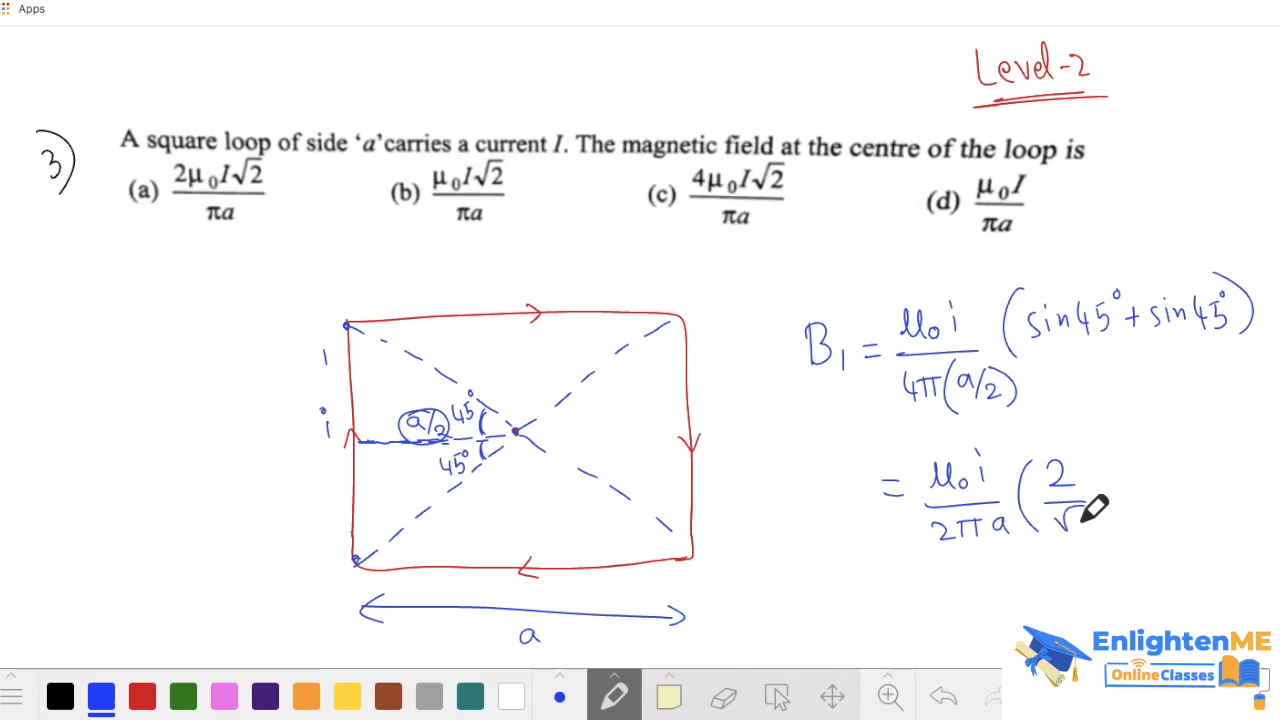 Apps
Level-2
3)
A square loop of side ‘a’ carries a current I. The magnetic field at the centre of the loop is
(a) 2μ₀I√2/πa (b) μ₀I√2/πa (c) 4μ₀I√2/πa (d) μ₀I/πa
B₁ = μ₀i/4π(a/2) (sin45° + sin45°)
i
a/2 45°
45°
= μ₀i/2πa (2/√
a
EnlightenME
OnlineClasses